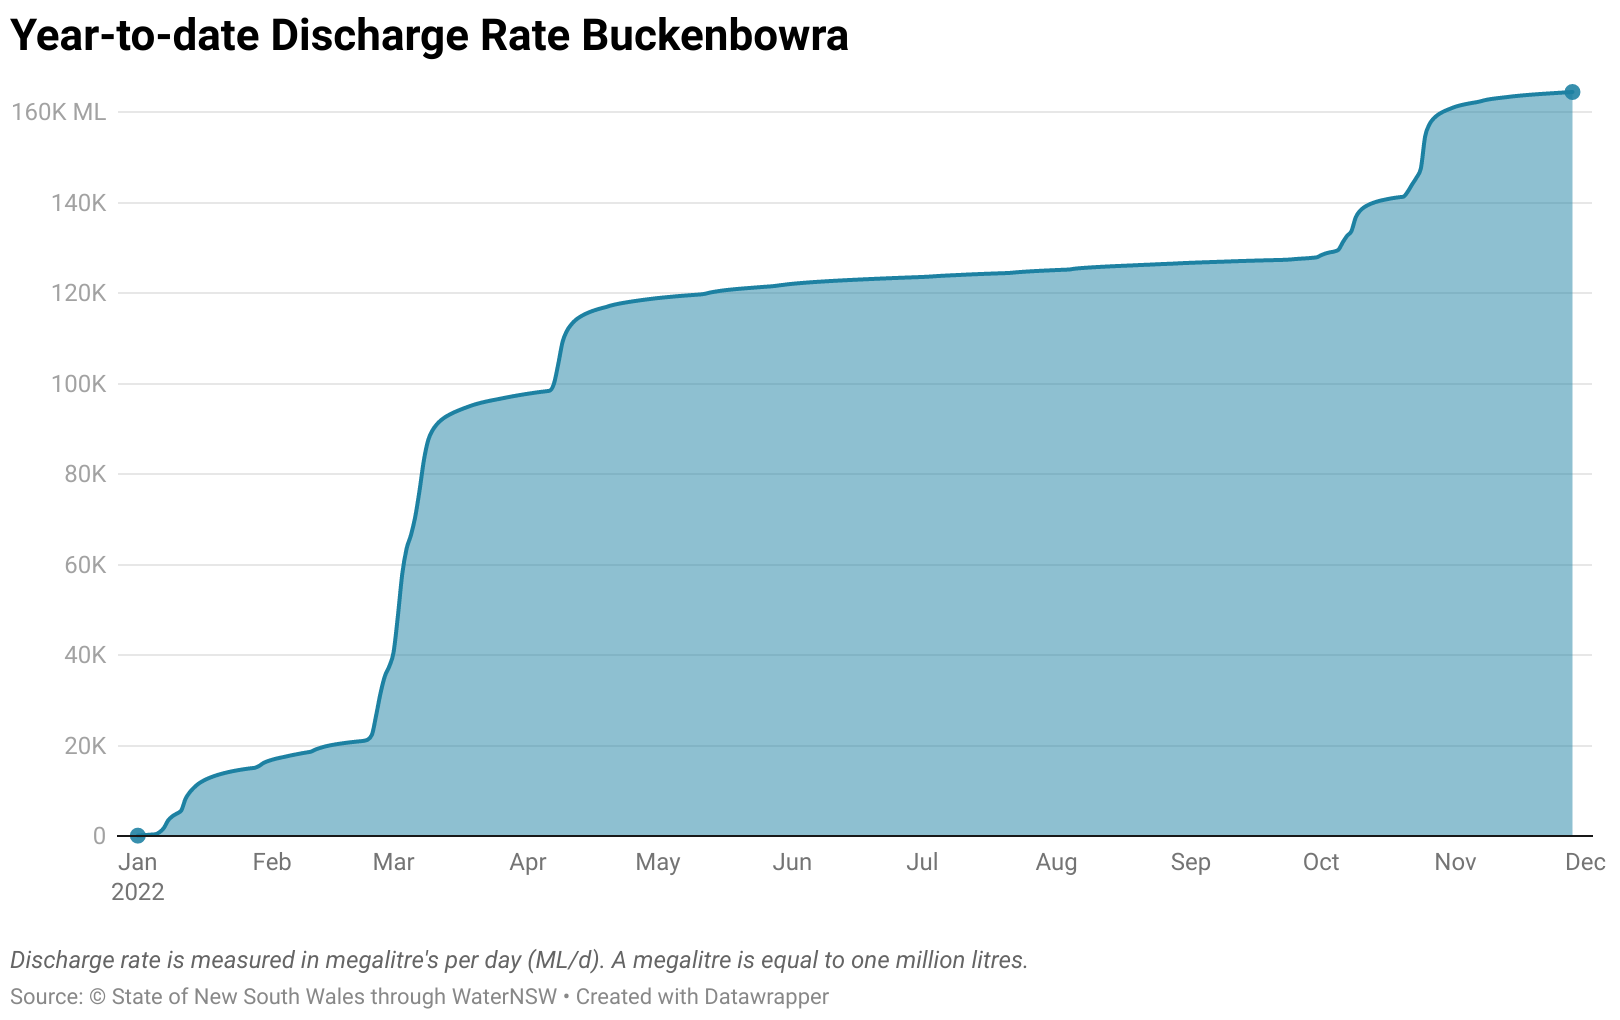 Year-to-date Discharge Rate Buckenbowra
160K ML
140K
120K
100K
80K
60K
40K
20K
0
Jan Feb Mar Apr May Jun Jul Aug Sep Oct Nov Dec
2022
Discharge rate is measured in megalitre's per day (ML/d). A megalitre is equal to one million litres.
Source: © State of New South Wales through WaterNSW • Created with Datawrapper